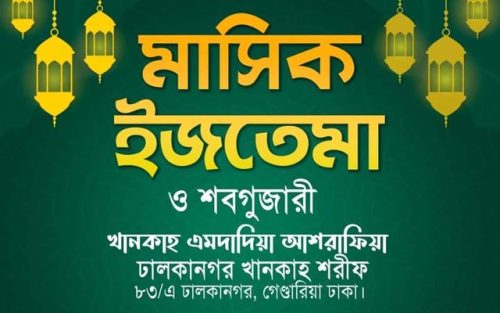 মাসিক
ইজতেমা
ও শবগুজারী
খানকাহ এমদাদিয়া আশরাফিয়া
ঢালকানগর খানকাহ শরীফ
৮৩/এ ঢালকানগর, গেণ্ডারিয়া ঢাকা।